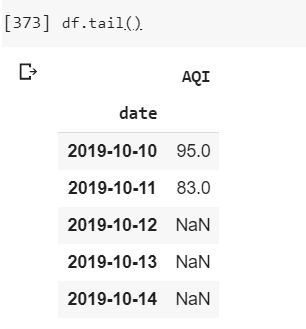 [373] df.tail()
AQI
date
2019-10-10 95.0
2019-10-11 83.0
2019-10-12 NaN
2019-10-13 NaN
2019-10-14 NaN